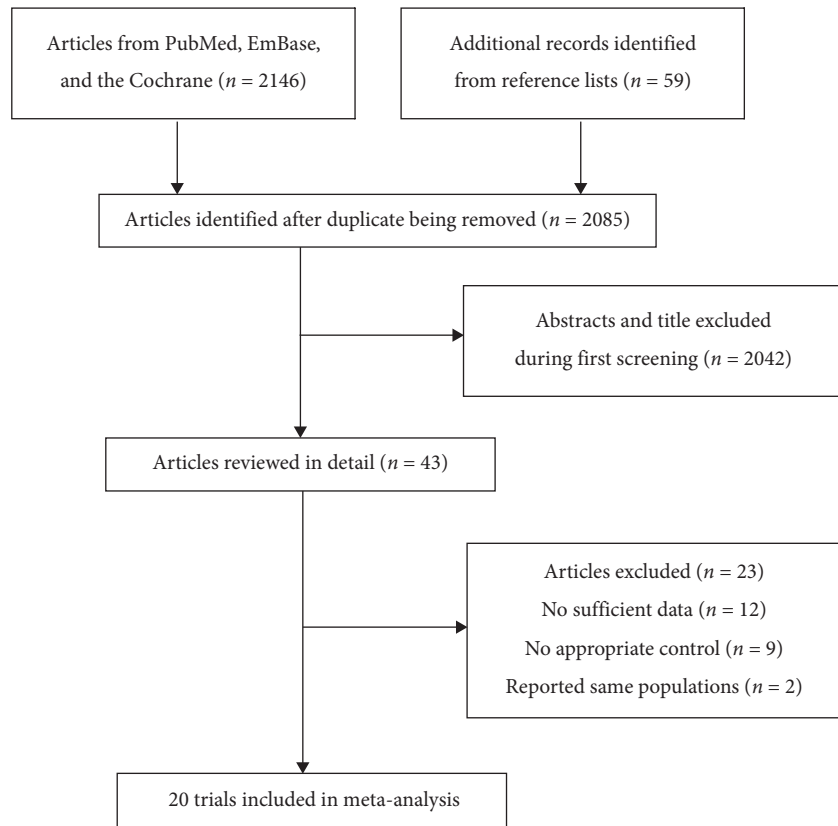 Articles from PubMed, EmBase,
and the Cochrane (n = 2146)
Additional records identified
from reference lists (n = 59)
Articles identified after duplicate being removed (n = 2085)
Abstracts and title excluded
during first screening (n = 2042)
Articles reviewed in detail (n = 43)
Articles excluded (n = 23)
No sufficient data (n = 12)
No appropriate control (n = 9)
Reported same populations (n = 2)
20 trials included in meta-analysis